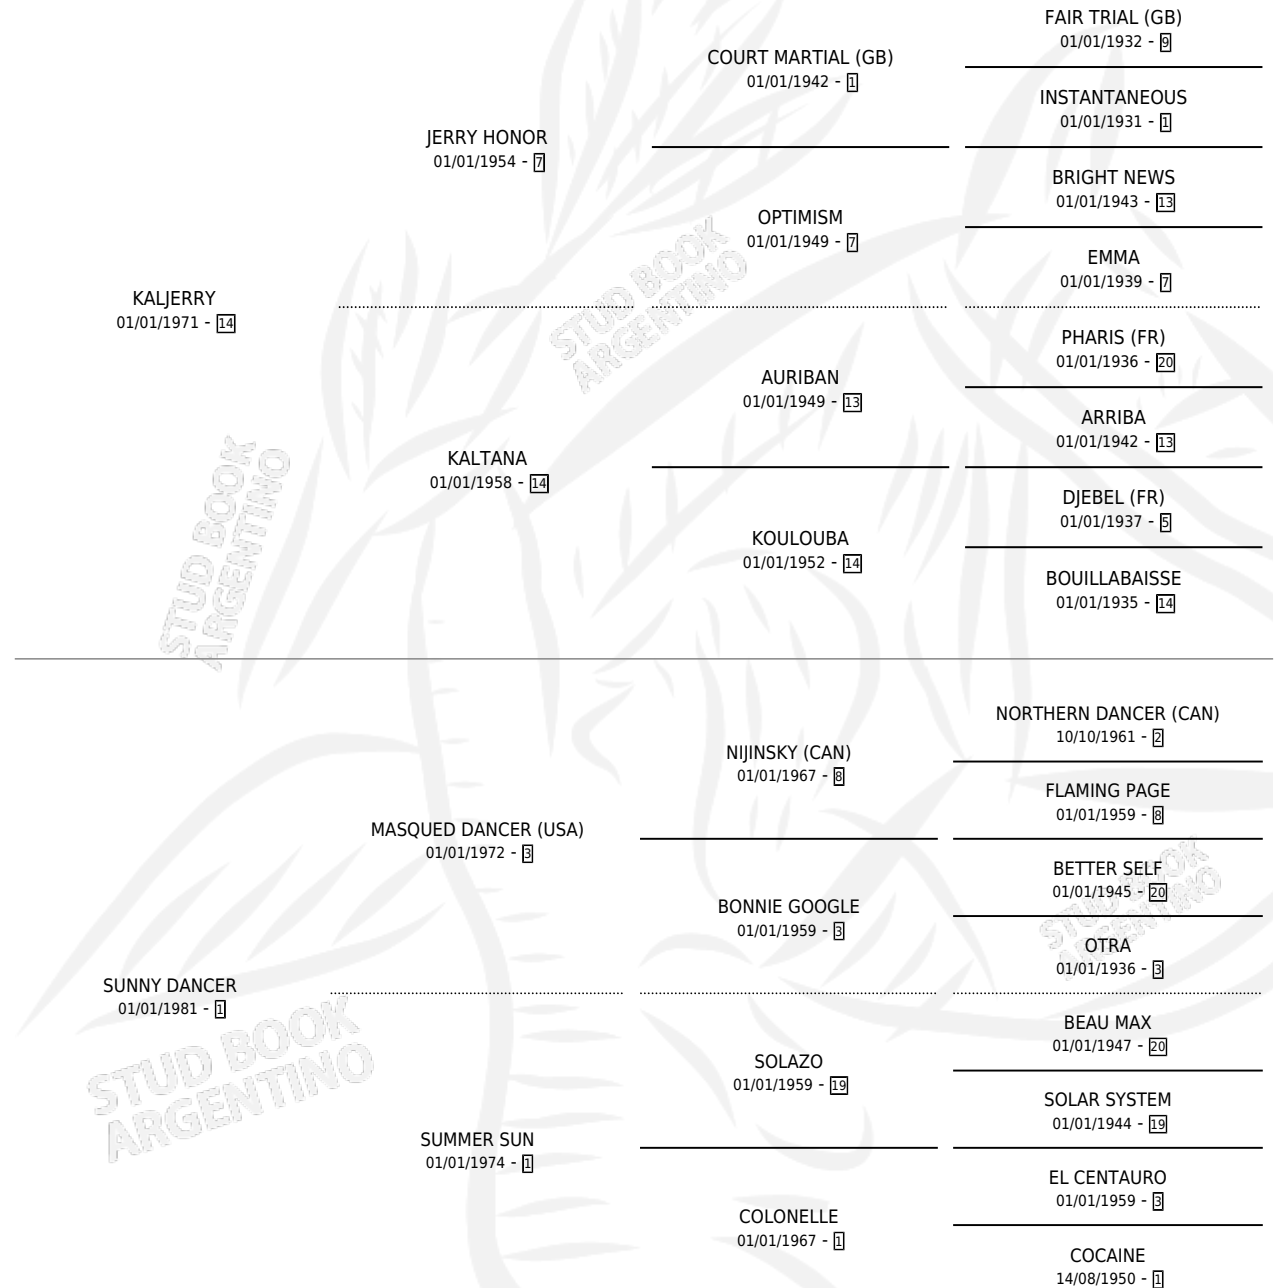 FAIR TRIAL (GB)
01/01/1932 - 9
COURT MARTIAL (GB)
01/01/1942 - 1
INSTANTANEOUS
01/01/1931 - 1
JERRY HONOR
01/01/1954 - 7
BRIGHT NEWS
01/01/1943 - 13
OPTIMISM
01/01/1949 - 7
EMMA
01/01/1939 - 7
KALJERRY
01/01/1971 - 14
PHARIS (FR)
01/01/1936 - 20
AURIBAN
01/01/1949 - 13
ARRIBA
01/01/1942 - 13
KALTANA
01/01/1958 - 14
DJEBEL (FR)
01/01/1937 - 5
KOULOUBA
01/01/1952 - 14
BOUILLABAISSE
01/01/1935 - 14
NORTHERN DANCER (CAN)
10/10/1961 - 2
NIJINSKY (CAN)
01/01/1967 - 8
FLAMING PAGE
01/01/1959 - 8
MASQUED DANCER (USA)
01/01/1972 - 3
BETTER SELF
01/01/1945 - 20
BONNIE GOOGLE
01/01/1959 - 3
OTRA
01/01/1936 - 3
SUNNY DANCER
01/01/1981 - 1
BEAU MAX
01/01/1947 - 20
SOLAZO
01/01/1959 - 19
SOLAR SYSTEM
01/01/1944 - 19
SUMMER SUN
01/01/1974 - 1
EL CENTAURO
01/01/1959 - 3
COLONELLE
01/01/1967 - 1
COCAINE
14/08/1950 - 1
STUD BOOK
ARGENTINO
STUD BOOK
ARGENTINO
STUD BOOK
ARGENTINO
STUD BOOK
ARGENTINO